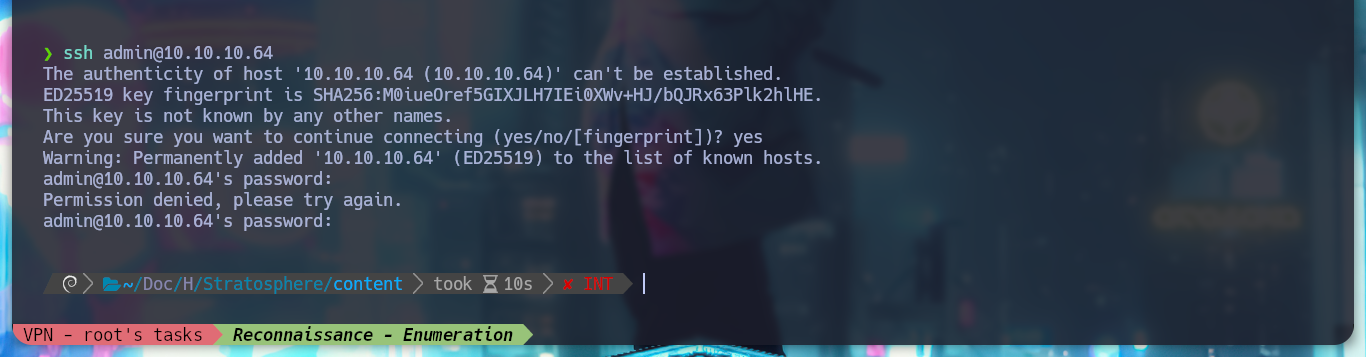 ❯ ssh admin@10.10.10.64
The authenticity of host '10.10.10.64 (10.10.10.64)' can't be established.
ED25519 key fingerprint is SHA256:M0iueOref5GIXJLH7IEi0XWv+HJ/bQJRx63Plk2hlHE.
This key is not known by any other names.
Are you sure you want to continue connecting (yes/no/[fingerprint])? yes
Warning: Permanently added '10.10.10.64' (ED25519) to the list of known hosts.
admin@10.10.10.64's password:
Permission denied, please try again.
admin@10.10.10.64's password:
~/Doc/H/Stratosphere/content took 10s ✘ INT
VPN - root's tasks Reconnaissance - Enumeration